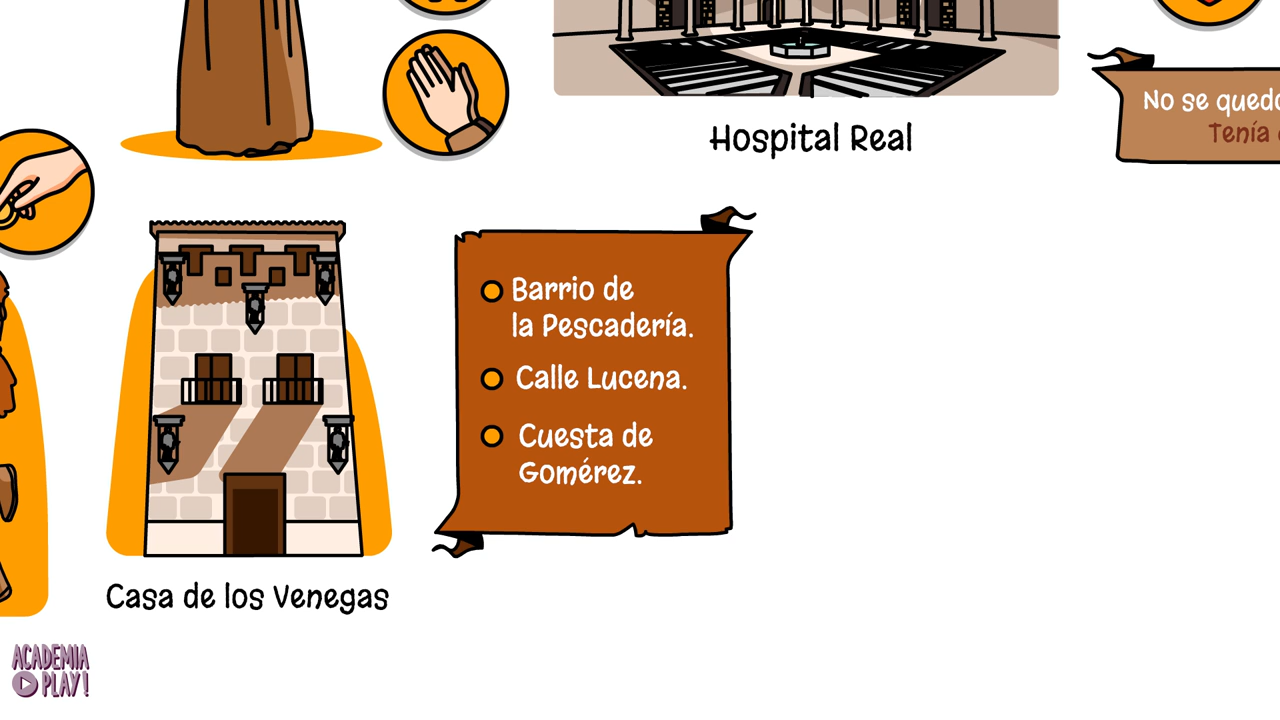 Hospital Real
No se qued
Tenía
Barrio de
la Pescadería.
Calle Lucena.
Cuesta de
Gomérez.
Casa de los Venegas
ACADEMIA
PLAY!